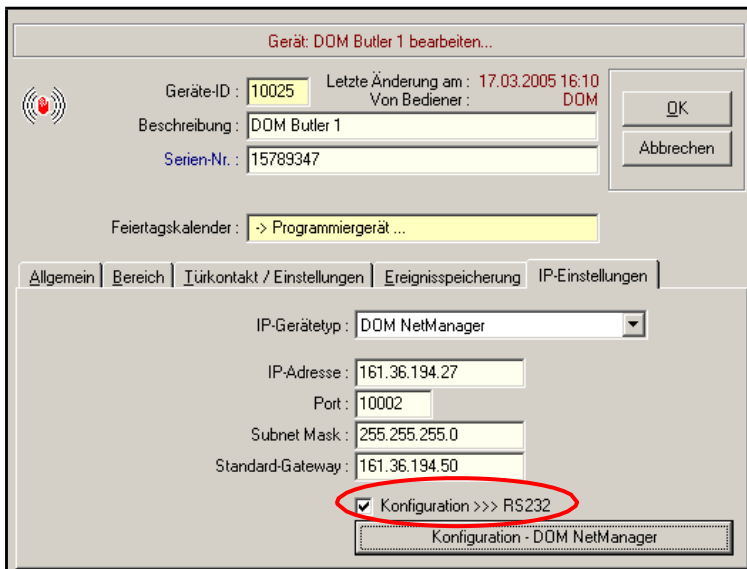 Gerät: DOM Butler 1 bearbeiten...
Geräte-ID : 10025 Letzte Änderung am : 17.03.2005 16:10
Von Bediener : DOM
OK
Beschreibung : DOM Butler 1
Abbrechen
Serien-Nr. : 15789347
Feiertagskalender : -> Programmiergerät ...
Allgemein Bereich Türkontakt / Einstellungen Ereignisspeicherung IP-Einstellungen
IP-Gerätetyp : DOM NetManager
IP-Adresse : 161.36.194.27
Port : 10002
Subnet Mask : 255.255.255.0
Standard-Gateway : 161.36.194.50
Konfiguration >>> RS232
Konfiguration - DOM NetManager